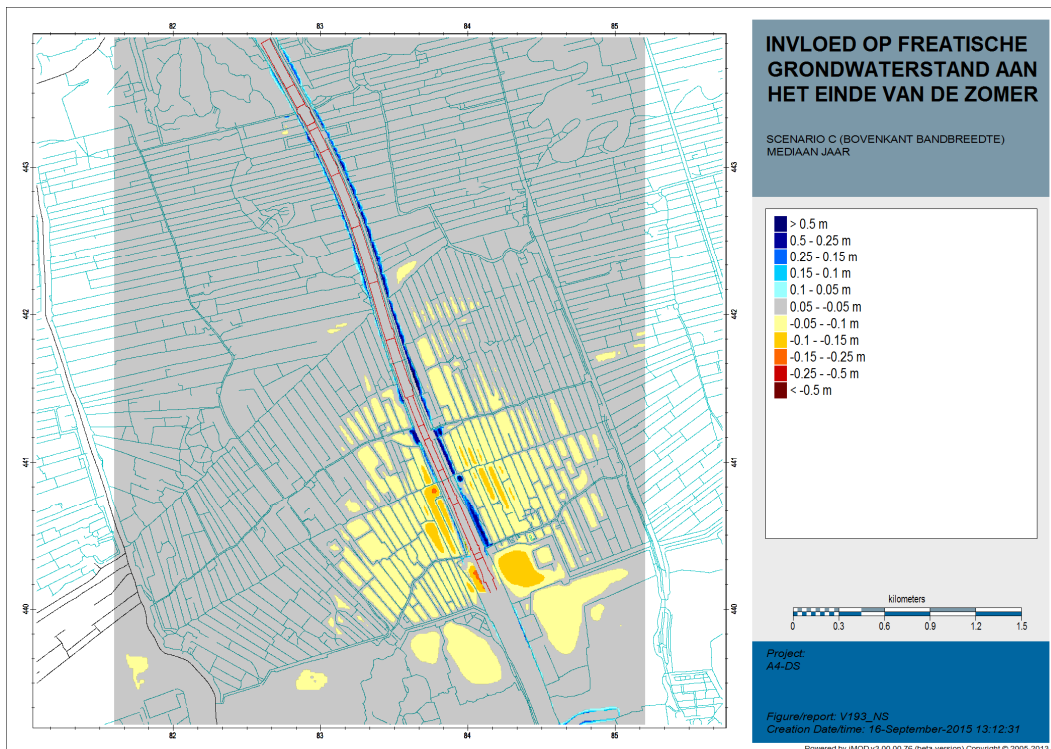 INVLOED OP FREATISCHE
GRONDWATERSTAND AAN
HET EINDE VAN DE ZOMER
SCENARIO C (BOVENKANT BANDBREEDTE)
MEDIAAN JAAR
82 83 84 85
443 443
442 442
441 441
440 440
82 83 84 85
> 0.5 m
0.5 - 0.25 m
0.25 - 0.15 m
0.15 - 0.1 m
0.1 - 0.05 m
0.05 - -0.05 m
-0.05 - -0.1 m
-0.1 - -0.15 m
-0.15 - -0.25 m
-0.25 - -0.5 m
< -0.5 m
kilometers
0 0.3 0.6 0.9 1.2 1.5
Project:
A4-DS
Figure/report: V193_NS
Creation Date/time: 16-September-2015 13:12:31